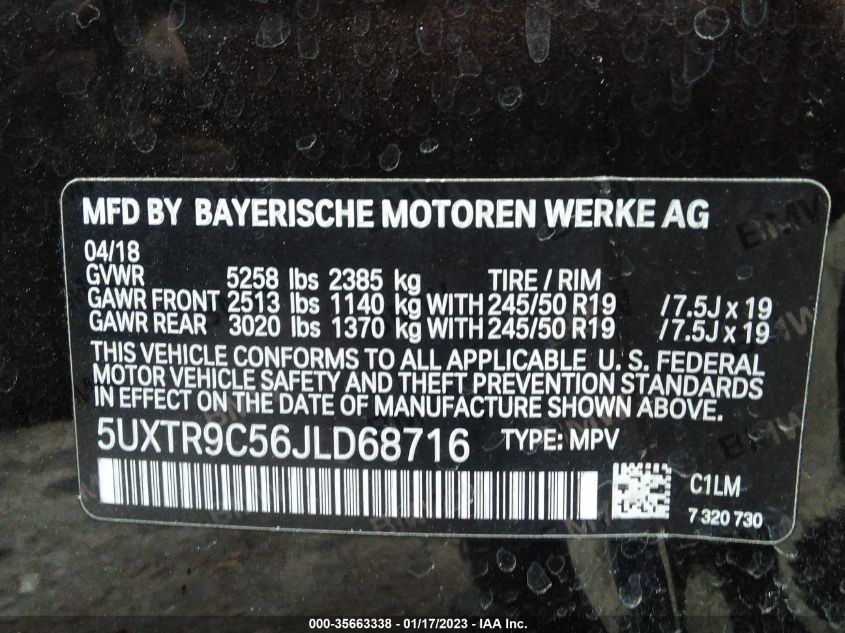 MFD BY BAYERISCHE MOTOREN WERKE AG
04/18
GVWR 5258 lbs 2385 kg TIRE / RIM
GAWR FRONT 2513 lbs 1140 kg WITH 245/50 R19 /7.5J x 19
GAWR REAR 3020 lbs 1370 kg WITH 245/50 R19 /7.5J x 19
THIS VEHICLE CONFORMS TO ALL APPLICABLE U. S. FEDERAL
MOTOR VEHICLE SAFETY AND THEFT PREVENTION STANDARDS
IN EFFECT ON THE DATE OF MANUFACTURE SHOWN ABOVE.
5UXTR9C56JLD68716 TYPE: MPV
C1LM
7 320 730
000-35663338 - 01/17/2023 - IAA Inc.